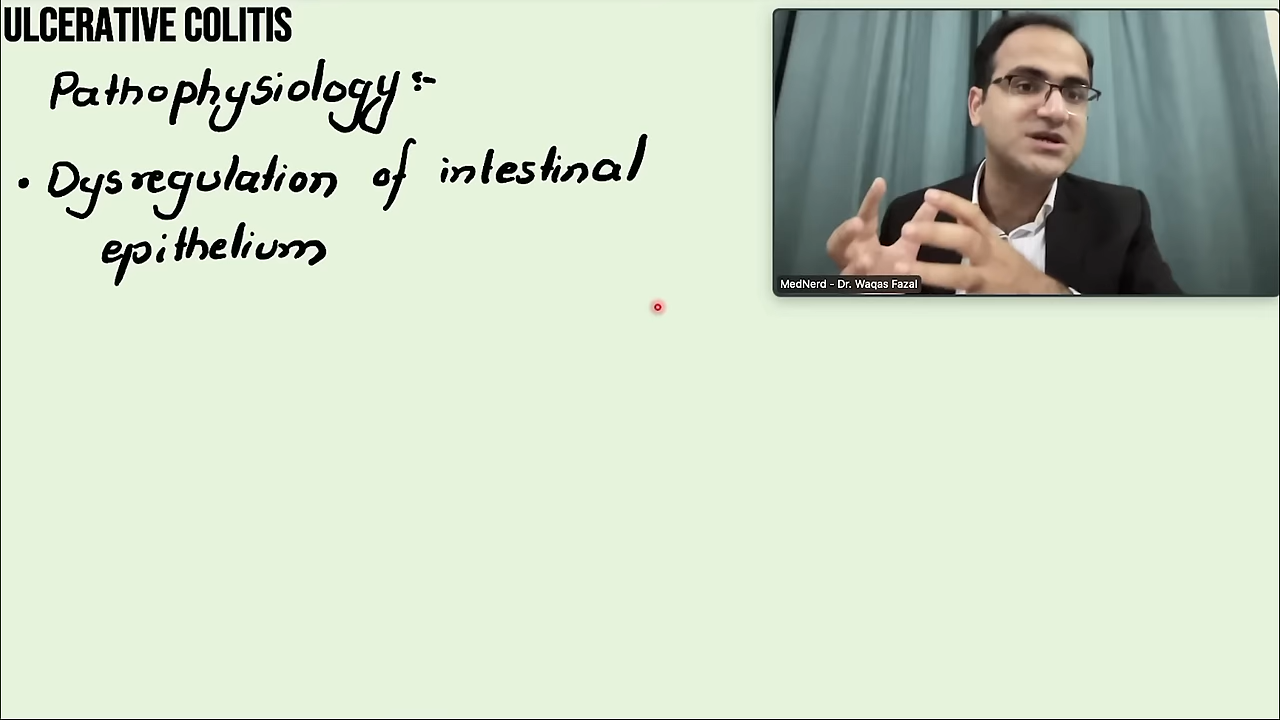 ULCERATIVE COLITIS
Pathophysiology :-
• Dysregulation of intestinal
epithelium
MedNerd - Dr. Waqas Fazal